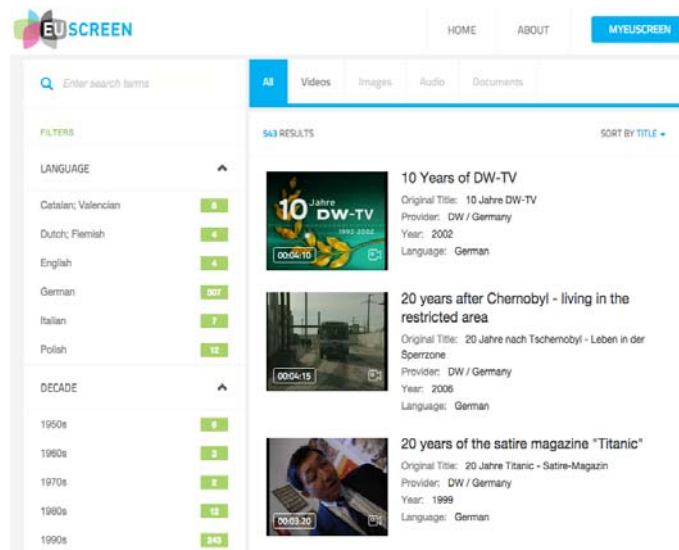 EUSCREEN
HOME
ABOUT
MYEUSCREEN
Enter search terms
All
Videos
Images
Audio
Documents
FILTERS
543 RESULTS
SORT BY TITLE
LANGUAGE
Catalan; Valencian 8
Dutch; Flemish 4
English 4
German 507
Italian 7
Polish 12
DECADE
1950s 6
1960s 3
1970s 2
1980s 12
1990s 243
10 Jahre
DW-TV
1992-2002
00:04:10
10 Years of DW-TV
Original Title: 10 Jahre DW-TV
Provider: DW / Germany
Year: 2002
Language: German
00:04:15
20 years after Chernobyl - living in the
restricted area
Original Title: 20 Jahre nach Tschernobyl - Leben in der
Sperrzone
Provider: DW / Germany
Year: 2006
Language: German
00:03:20
20 years of the satire magazine "Titanic"
Original Title: 20 Jahre Titanic - Satire-Magazin
Provider: DW / Germany
Year: 1999
Language: German